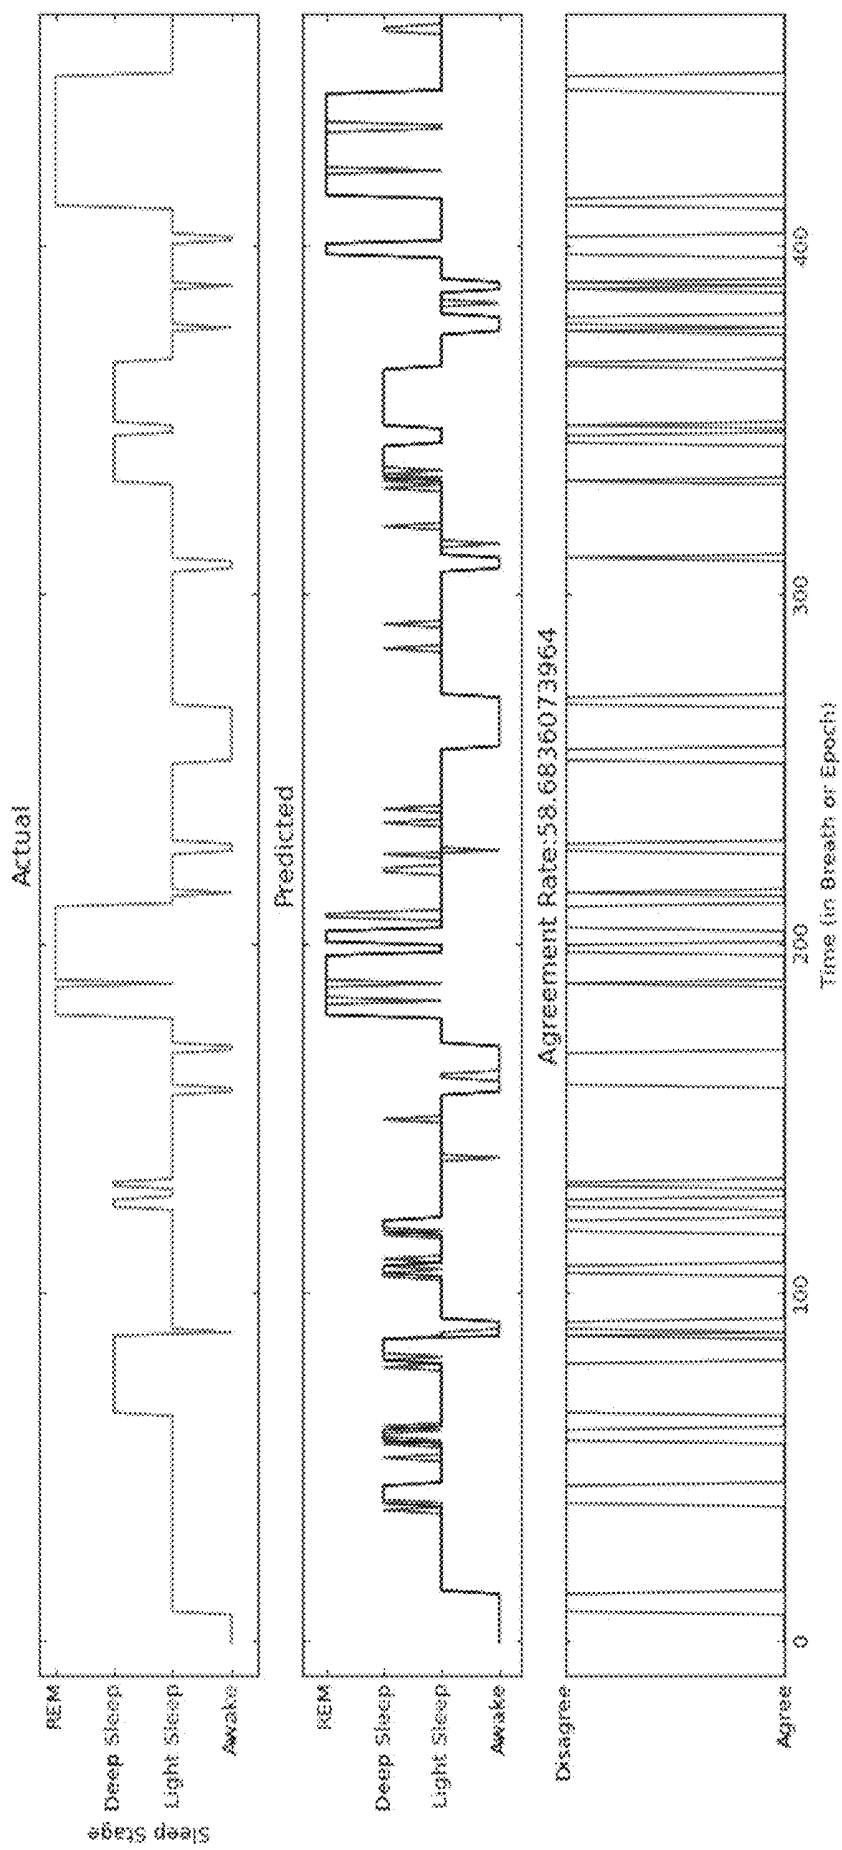 Actual
REM
Deep Sleep
Light Sleep
Awake
Sleep Stage
Predicted
REM
Deep Sleep
Light Sleep
Awake
Agreement Rate:58.6836073964
Disagree
Agree
0
100
200
300
400
Time (in Breath or Epoch)